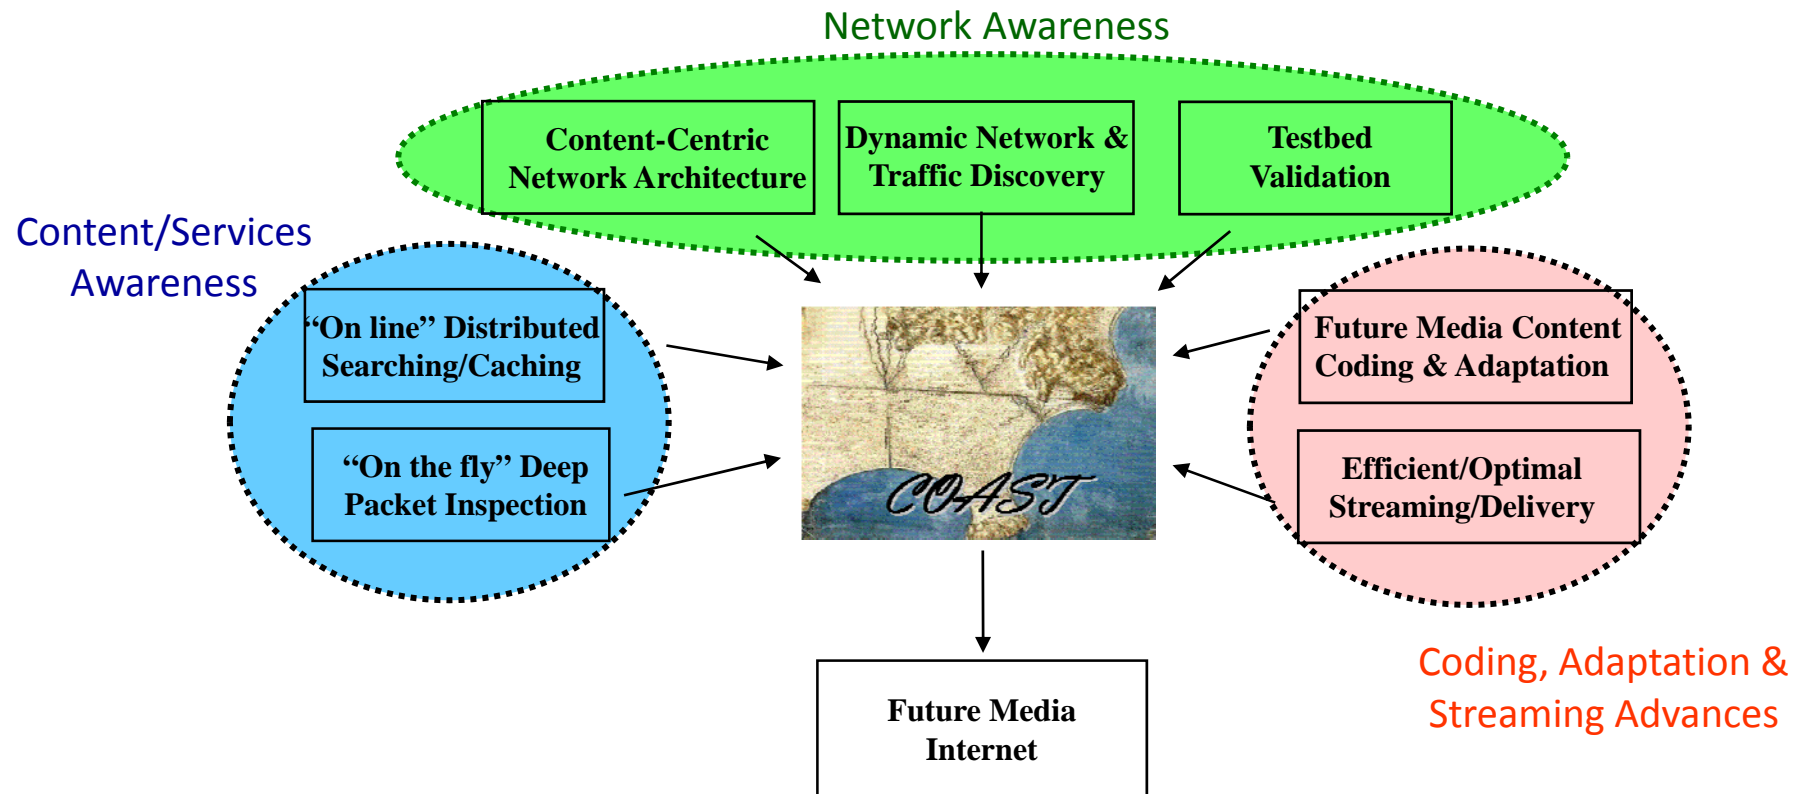 Network Awareness
Content-Centric
Network Architecture
Dynamic Network &
Traffic Discovery
Testbed
Validation
Content/Services
Awareness
“On line” Distributed
Searching/Caching
“On the fly” Deep
Packet Inspection
COAST
Future Media Content
Coding & Adaptation
Efficient/Optimal
Streaming/Delivery
Coding, Adaptation &
Streaming Advances
Future Media
Internet